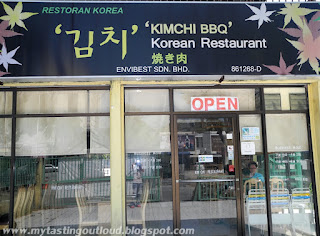 RESTORAN KOREA
'김치' 'KIMCHI BBQ'
Korean Restaurant
焼き肉
ENVIBEST SDN. BHD.
861268-D
OPEN
www.mytastingoutloud.blogspot.com